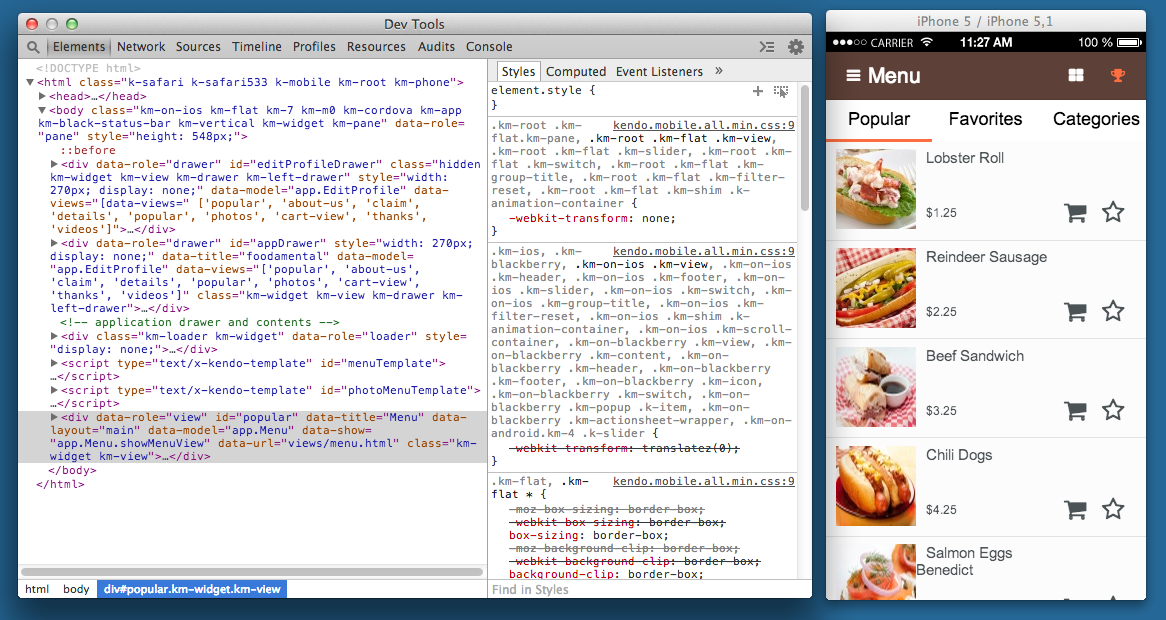 Dev Tools
Elements Network Sources Timeline Profiles Resources Audits Console
<!DOCTYPE html>
<html class="k-safari k-safari533 k-mobile km-root km-phone">
<head>…</head>
<body class="km-on-ios km-flat km-7 km-m0 km-cordova km-app
km-black-status-bar km-vertical km-widget km-pane" data-role=
"pane" style="height: 548px;">
::before
<div data-role="drawer" id="editProfileDrawer" class="hidden
km-widget km-view km-drawer km-left-drawer" style="width:
270px; display: none;" data-model="app.EditProfile" data-
views="[data-views=" ['popular', 'about-us', 'claim',
'details', 'popular', 'photos', 'cart-view', 'thanks',
'videos']">…</div>
<div data-role="drawer" id="appDrawer" style="width: 270px;
display: none;" data-title="foodamental" data-model=
"app.EditProfile" data-views="['popular', 'about-us',
'claim', 'details', 'popular', 'photos', 'cart-view',
'thanks', 'videos']" class="km-widget km-view km-drawer km-
left-drawer">…</div>
<!-- application drawer and contents -->
<div class="km-loader km-widget" data-role="loader" style=
"display: none;">…</div>
<script type="text/x-kendo-template" id="menuTemplate">
…</script>
<script type="text/x-kendo-template" id="photoMenuTemplate">
…</script>
<div data-role="view" id="popular" data-title="Menu" data-
layout="main" data-model="app.Menu" data-show=
"app.Menu.showMenuView" data-url="views/menu.html" class="km-
widget km-view">…</div>
</body>
</html>
html body div#popular.km-widget.km-view
Styles Computed Event Listeners »
element.style {
}
.km-root .km- kendo.mobile.all.min.css:9
flat.km-pane, .km-root .km-flat .km-view,
.km-root .km-flat .km-slider, .km-root .km-
flat .km-switch, .km-root .km-flat .km-
group-title, .km-root .km-flat .km-filter-
reset, .km-root .km-flat .km-shim .k-
animation-container {
-webkit-transform: none;
}
.km-ios, .km- kendo.mobile.all.min.css:9
blackberry, .km-on-ios .km-view, .km-on-ios
.km-header, .km-on-ios .km-footer, .km-on-
ios .km-slider, .km-on-ios .km-switch, .km-
on-ios .km-group-title, .km-on-ios .km-
filter-reset, .km-on-ios .km-shim .k-
animation-container, .km-on-ios .km-scroll-
container, .km-on-blackberry .km-view, .km-
on-blackberry .km-content, .km-on-
blackberry .km-header, .km-on-blackberry
.km-footer, .km-on-blackberry .km-icon,
.km-on-blackberry .km-switch, .km-on-
blackberry .km-popup .k-item, .km-on-
blackberry .km-actionsheet-wrapper, .km-on-
android.km-4 .k-slider {
-webkit-transform: translatez(0);
}
.km-flat, .km- kendo.mobile.all.min.css:9
flat * {
-moz-box-sizing: border-box;
-webkit-box-sizing: border-box;
box-sizing: border-box;
-moz-background-clip: border-box;
-webkit-background-clip: border-box;
background-clip: border-box;
Find in Styles
iPhone 5 / iPhone 5,1
CARRIER 11:27 AM 100 %
Menu
Popular Favorites Categories
Lobster Roll
$1.25
Reindeer Sausage
$2.25
Beef Sandwich
$3.25
Chili Dogs
$4.25
Salmon Eggs
Benedict